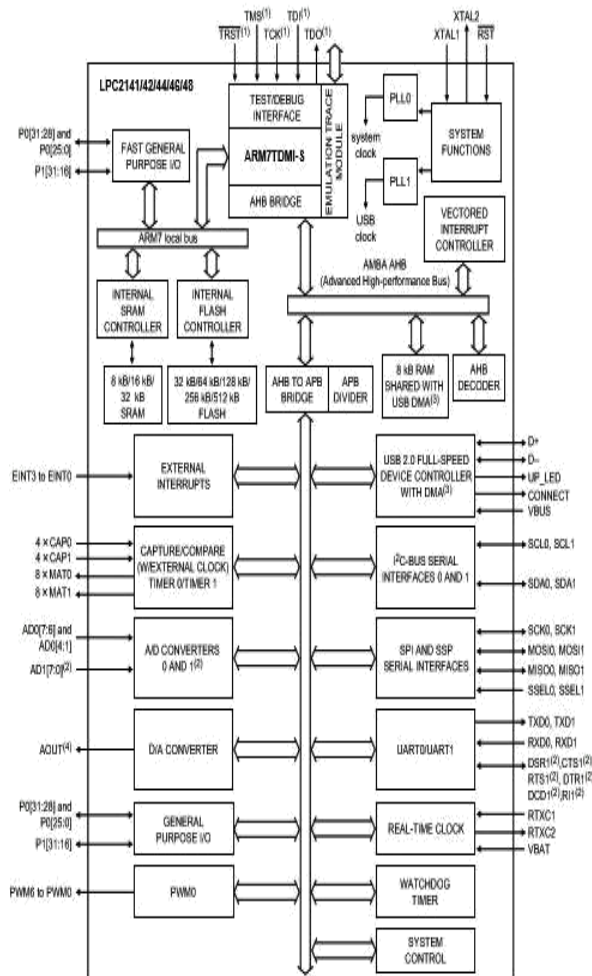 TMS(1) TDI(1)
TRST(1) TCK(1) TDO(1)
XTAL2
XTAL1 RST
LPC2141/42/44/46/48
P0[31:28] and
P0[25:0]
P1[31:16]
FAST GENERAL
PURPOSE I/O
TEST/DEBUG
INTERFACE
ARM7TDMI-S
AHB BRIDGE
EMULATION TRACE
MODULE
PLL0
system
clock
PLL1
USB
clock
SYSTEM
FUNCTIONS
VECTORED
INTERRUPT
CONTROLLER
ARM7 local bus
AMBA AHB
(Advanced High-performance Bus)
INTERNAL
SRAM
CONTROLLER
INTERNAL
FLASH
CONTROLLER
8 kB/16 kB/
32 kB
SRAM
32 kB/64 kB/128 kB/
256 kB/512 kB
FLASH
AHB TO APB
BRIDGE
APB
DIVIDER
8 kB RAM
SHARED WITH
USB DMA(3)
AHB
DECODER
EINT3 to EINT0
EXTERNAL
INTERRUPTS
USB 2.0 FULL-SPEED
DEVICE CONTROLLER
WITH DMA(3)
D+
D−
UP_LED
CONNECT
VBUS
4 × CAP0
4 × CAP1
8 × MAT0
8 × MAT1
CAPTURE/COMPARE
(W/EXTERNAL CLOCK)
TIMER 0/TIMER 1
I2C-BUS SERIAL
INTERFACES 0 AND 1
SCL0, SCL1
SDA0, SDA1
AD0[7:6] and
AD0[4:1]
AD1[7:0](2)
A/D CONVERTERS
0 AND 1(2)
SPI AND SSP
SERIAL INTERFACES
SCK0, SCK1
MOSI0, MOSI1
MISO0, MISO1
SSEL0, SSEL1
AOUT(4)
D/A CONVERTER
UART0/UART1
TXD0, TXD1
RXD0, RXD1
DSR1(2),CTS1(2)
RTS1(2), DTR1(2)
DCD1(2),RI1(2)
P0[31:28] and
P0[25:0]
P1[31:16]
GENERAL
PURPOSE I/O
REAL-TIME CLOCK
RTXC1
RTXC2
VBAT
PWM6 to PWM0
PWM0
WATCHDOG
TIMER
SYSTEM
CONTROL